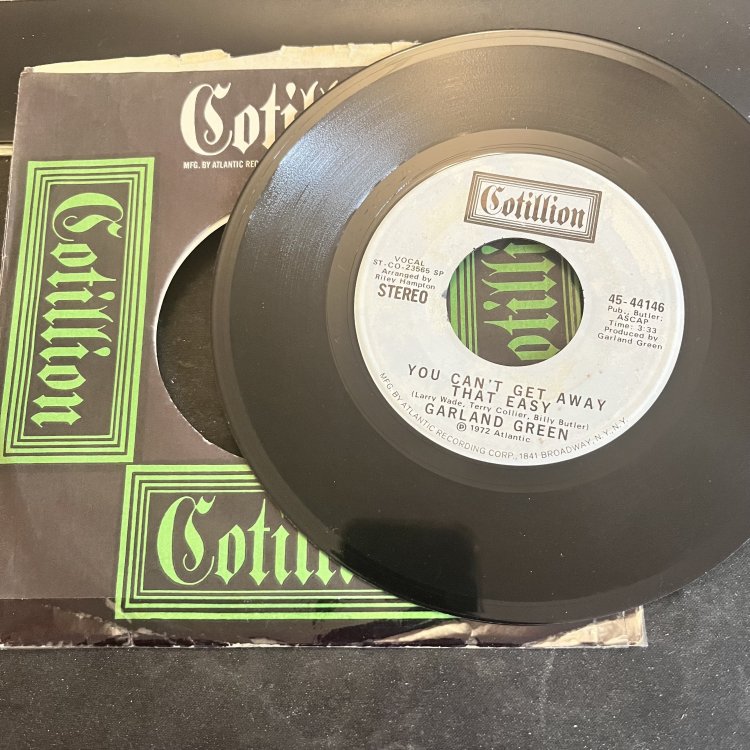 Cotillion
MFG. BY ATLANTIC
Cotillion
Cotillion
VOCAL
ST-CO-23565 SP
Arranged by
Riley Hampton
STEREO
45-44146
Pub., Butler,
ASCAP
Time: 3:33
Produced by
Garland Green
YOU CAN'T GET AWAY
THAT EASY
(Larry Wade, Terry Collier, Billy Butler)
GARLAND GREEN
℗ 1972 Atlantic
MFG. BY ATLANTIC RECORDING CORP., 1841 BROADWAY, N.Y., N.Y.